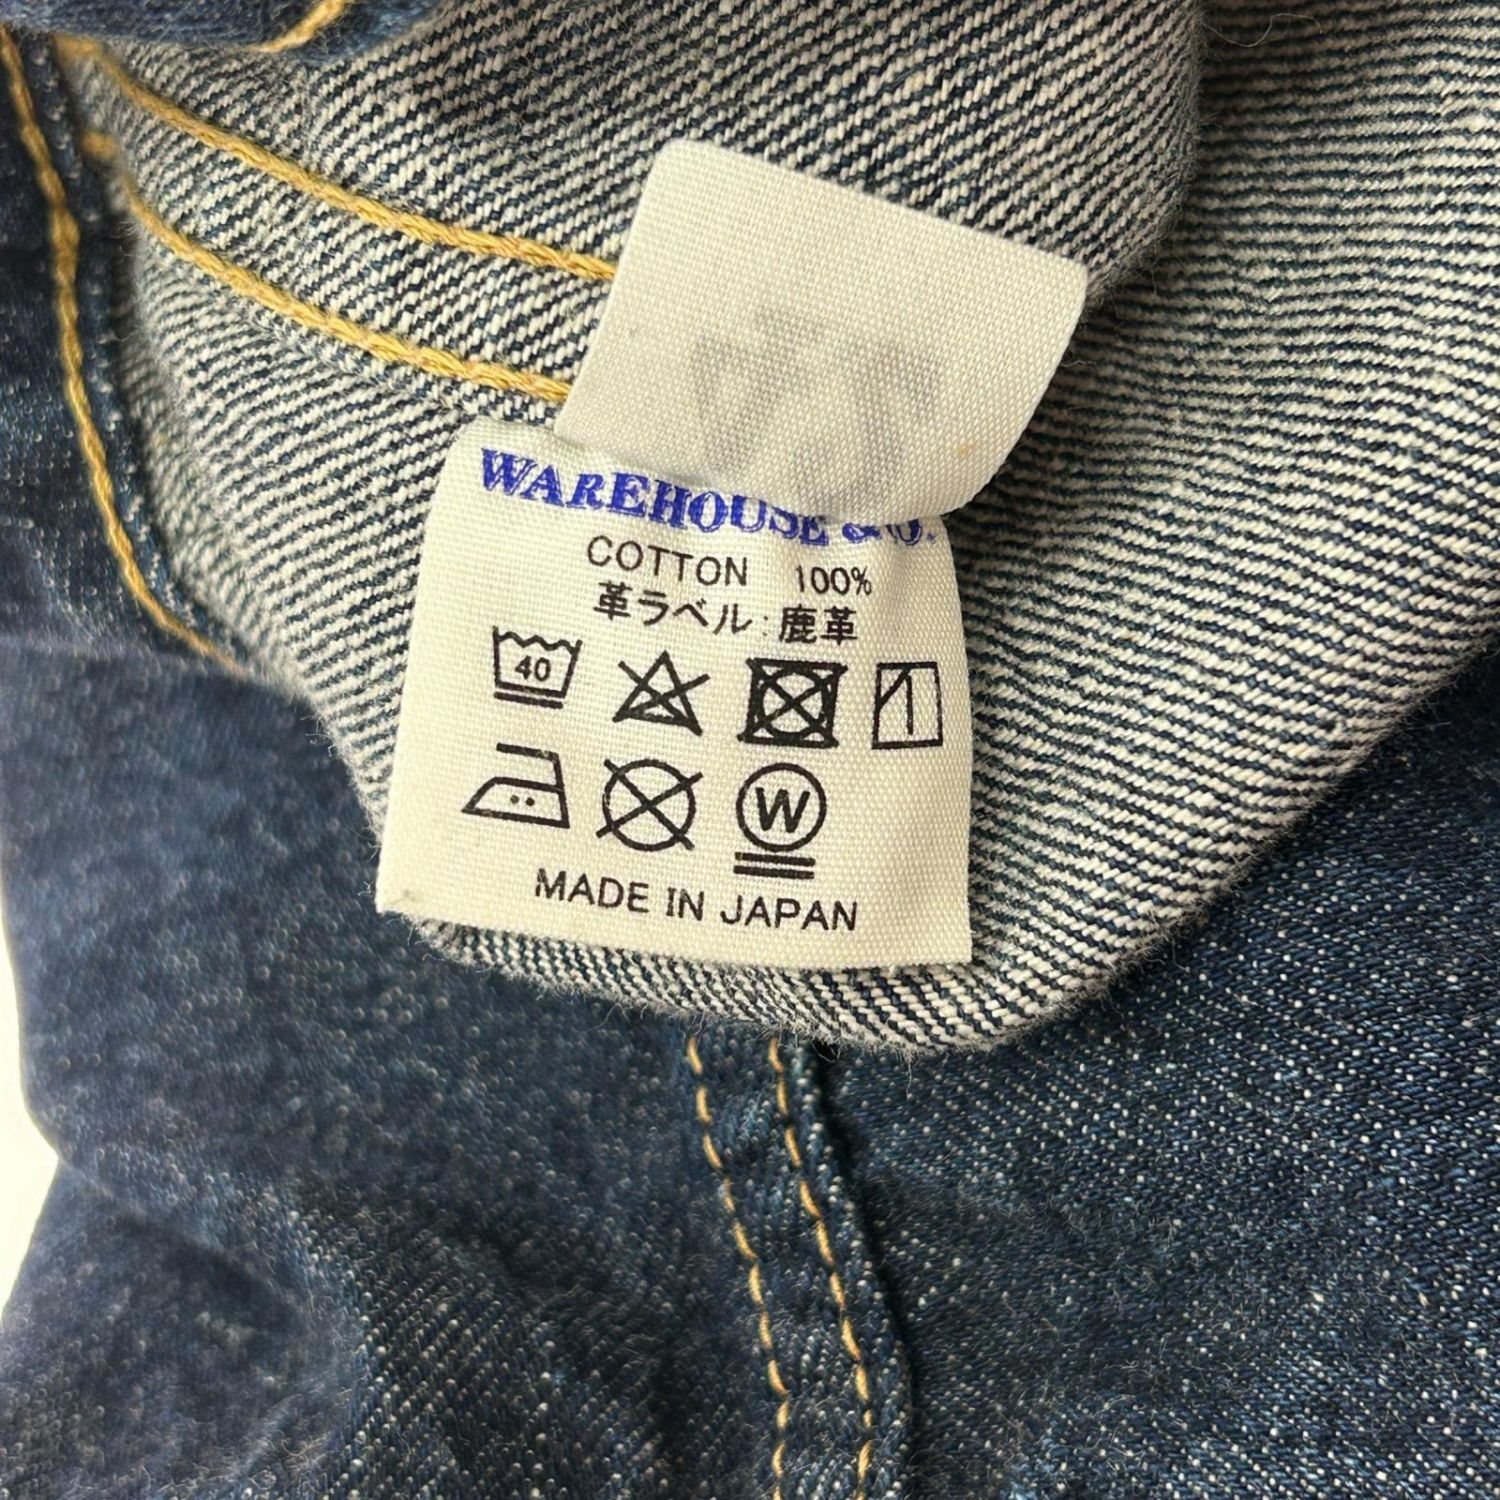 WAREHOUSE & CO.
COTTON 100%
革ラベル:鹿革
40
W
MADE IN JAPAN